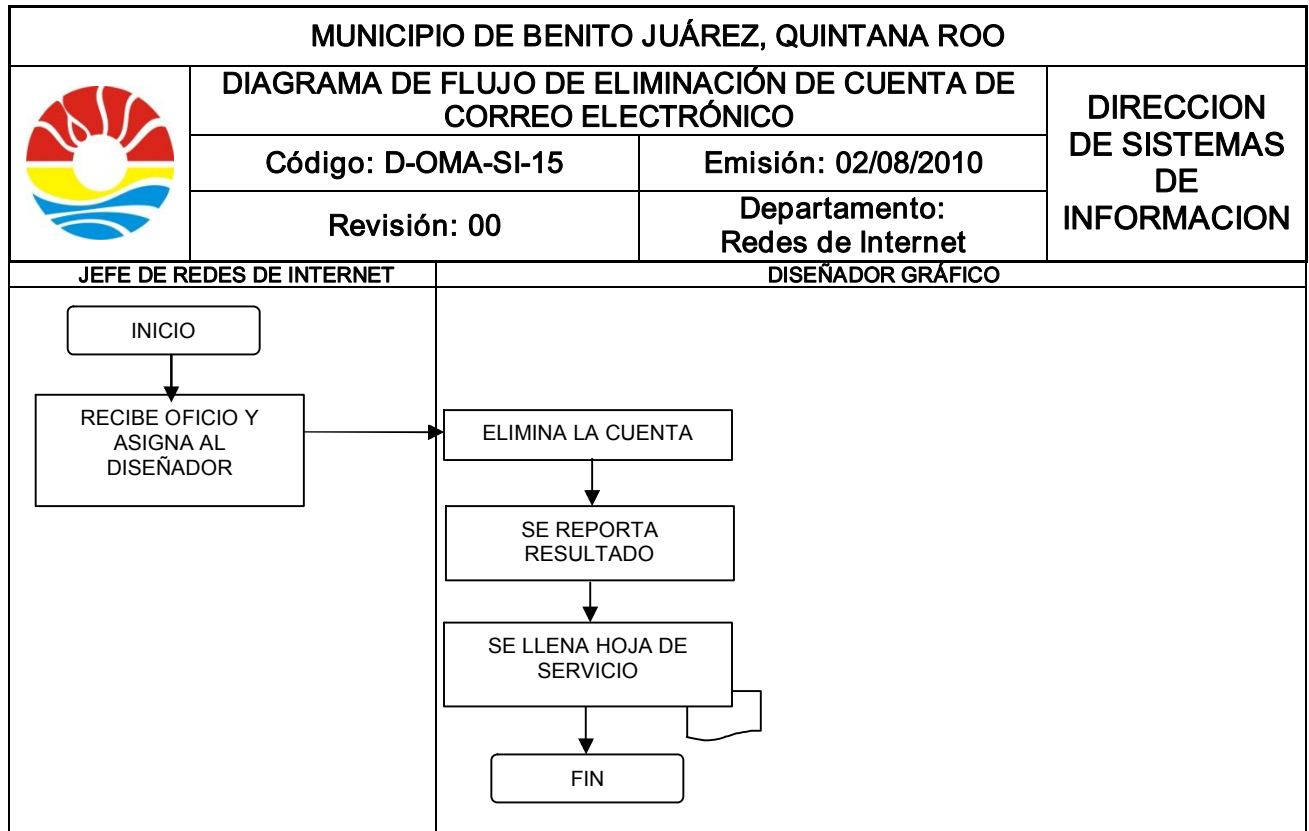 MUNICIPIO DE BENITO JUÁREZ, QUINTANA ROO
DIAGRAMA DE FLUJO DE ELIMINACIÓN DE CUENTA DE
CORREO ELECTRÓNICO
Código: D-OMA-SI-15
Emisión: 02/08/2010
Revisión: 00
Departamento:
Redes de Internet
DIRECCION
DE SISTEMAS
DE
INFORMACION
JEFE DE REDES DE INTERNET
DISEÑADOR GRÁFICO
INICIO
RECIBE OFICIO Y
ASIGNA AL
DISEÑADOR
ELIMINA LA CUENTA
SE REPORTA
RESULTADO
SE LLENA HOJA DE
SERVICIO
FIN